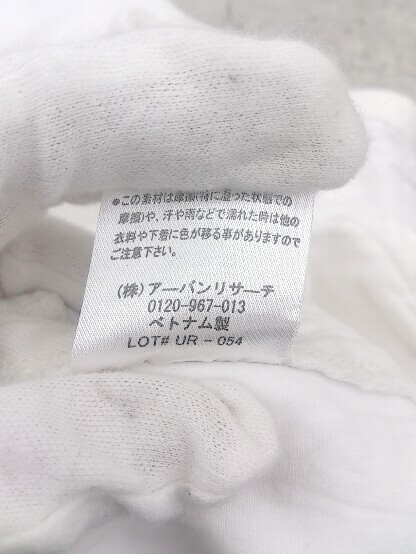 ●この素材は摩擦(特に湿った状態での
摩擦)や、汗や雨などで濡れた時は他の
衣料や下着に色が移る事がありますので
ご注意下さい。
(株)アーバンリサーチ
0120-967-013
ベトナム製
LOT# UR - 054